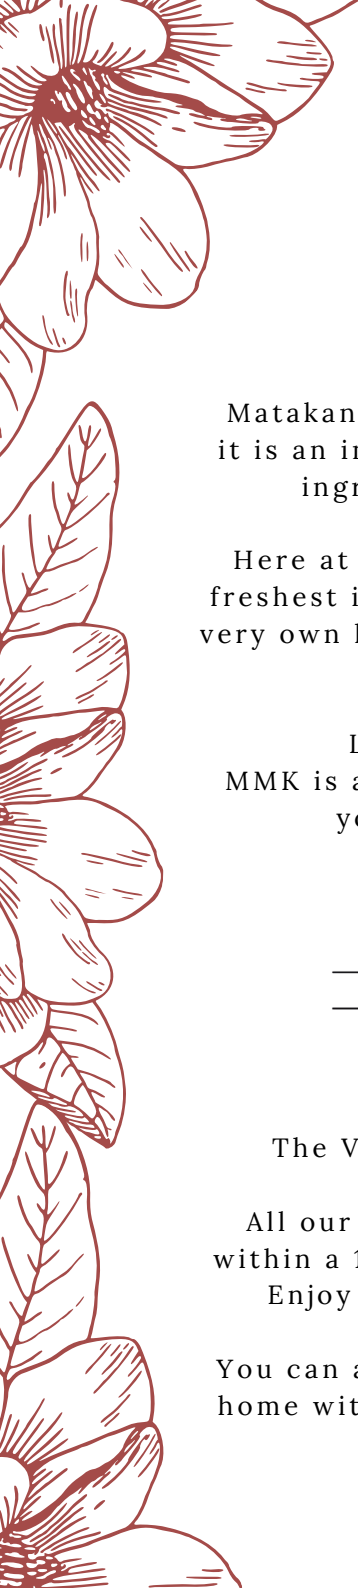 Matakan
it is an in
ingr
Here at
freshest i
very own
L
MMK is a
yo
The V
All our
within a 1
Enjoy
You can a
home wit